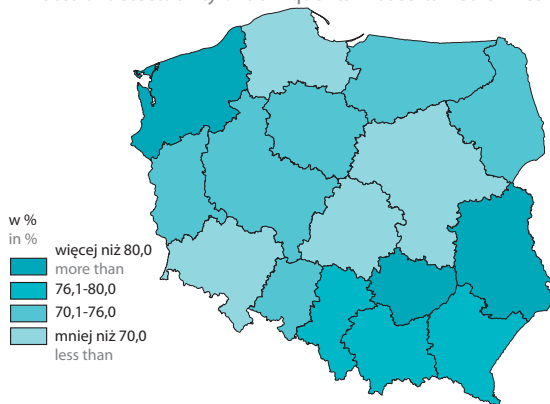 w %
in %
więcej niż 80,0
more than
76,1-80,0
70,1-76,0
mniej niż 70,0
less than